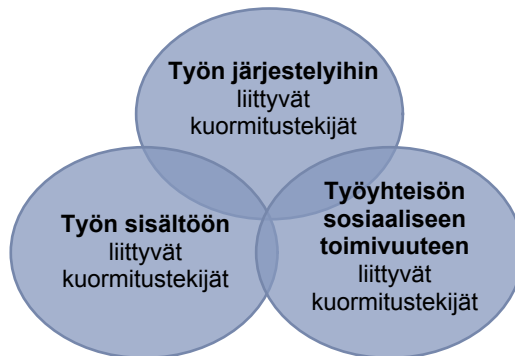 Työn järjestelyihin
liittyvät
kuormitustekijät
Työn sisältöön
liittyvät
kuormitustekijät
Työyhteisön
sosiaaliseen
toimivuuteen
liittyvät
kuormitustekijät